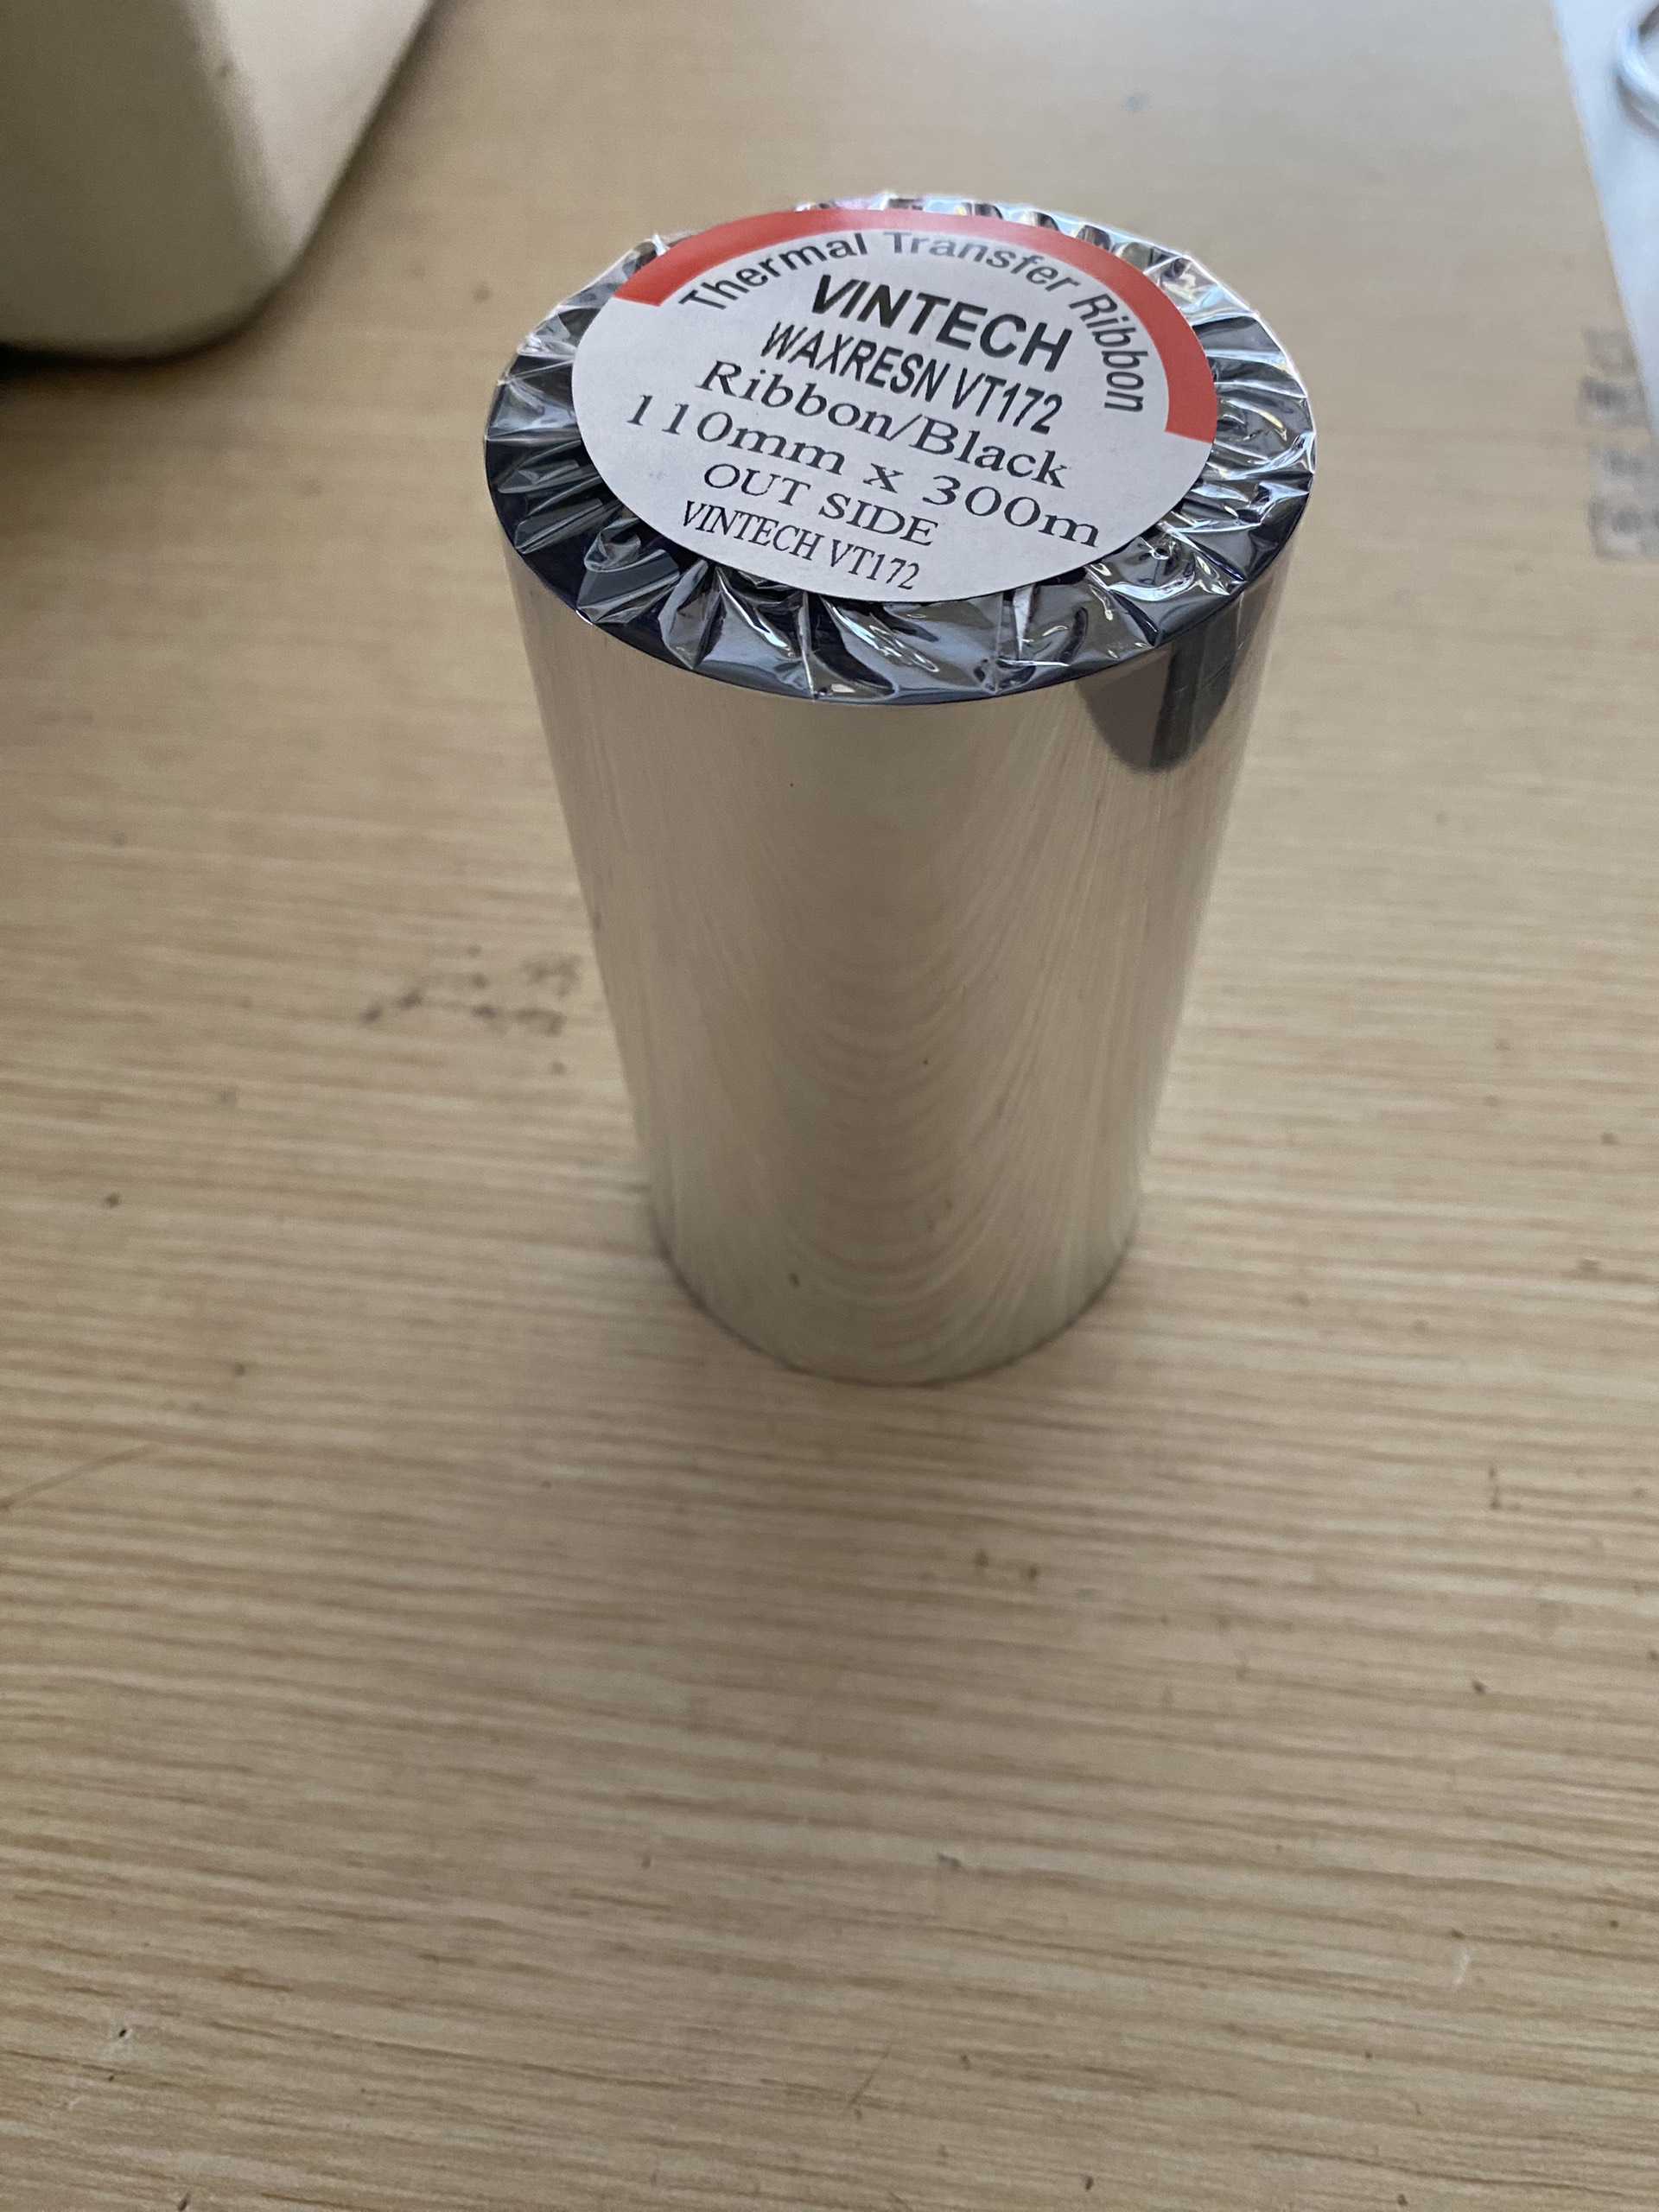 Thermal Transfer Ribbon
VINTECH
WAXRESN VT172
Ribbon/Black
110mm x 300m
OUT SIDE
VINTECH VT172